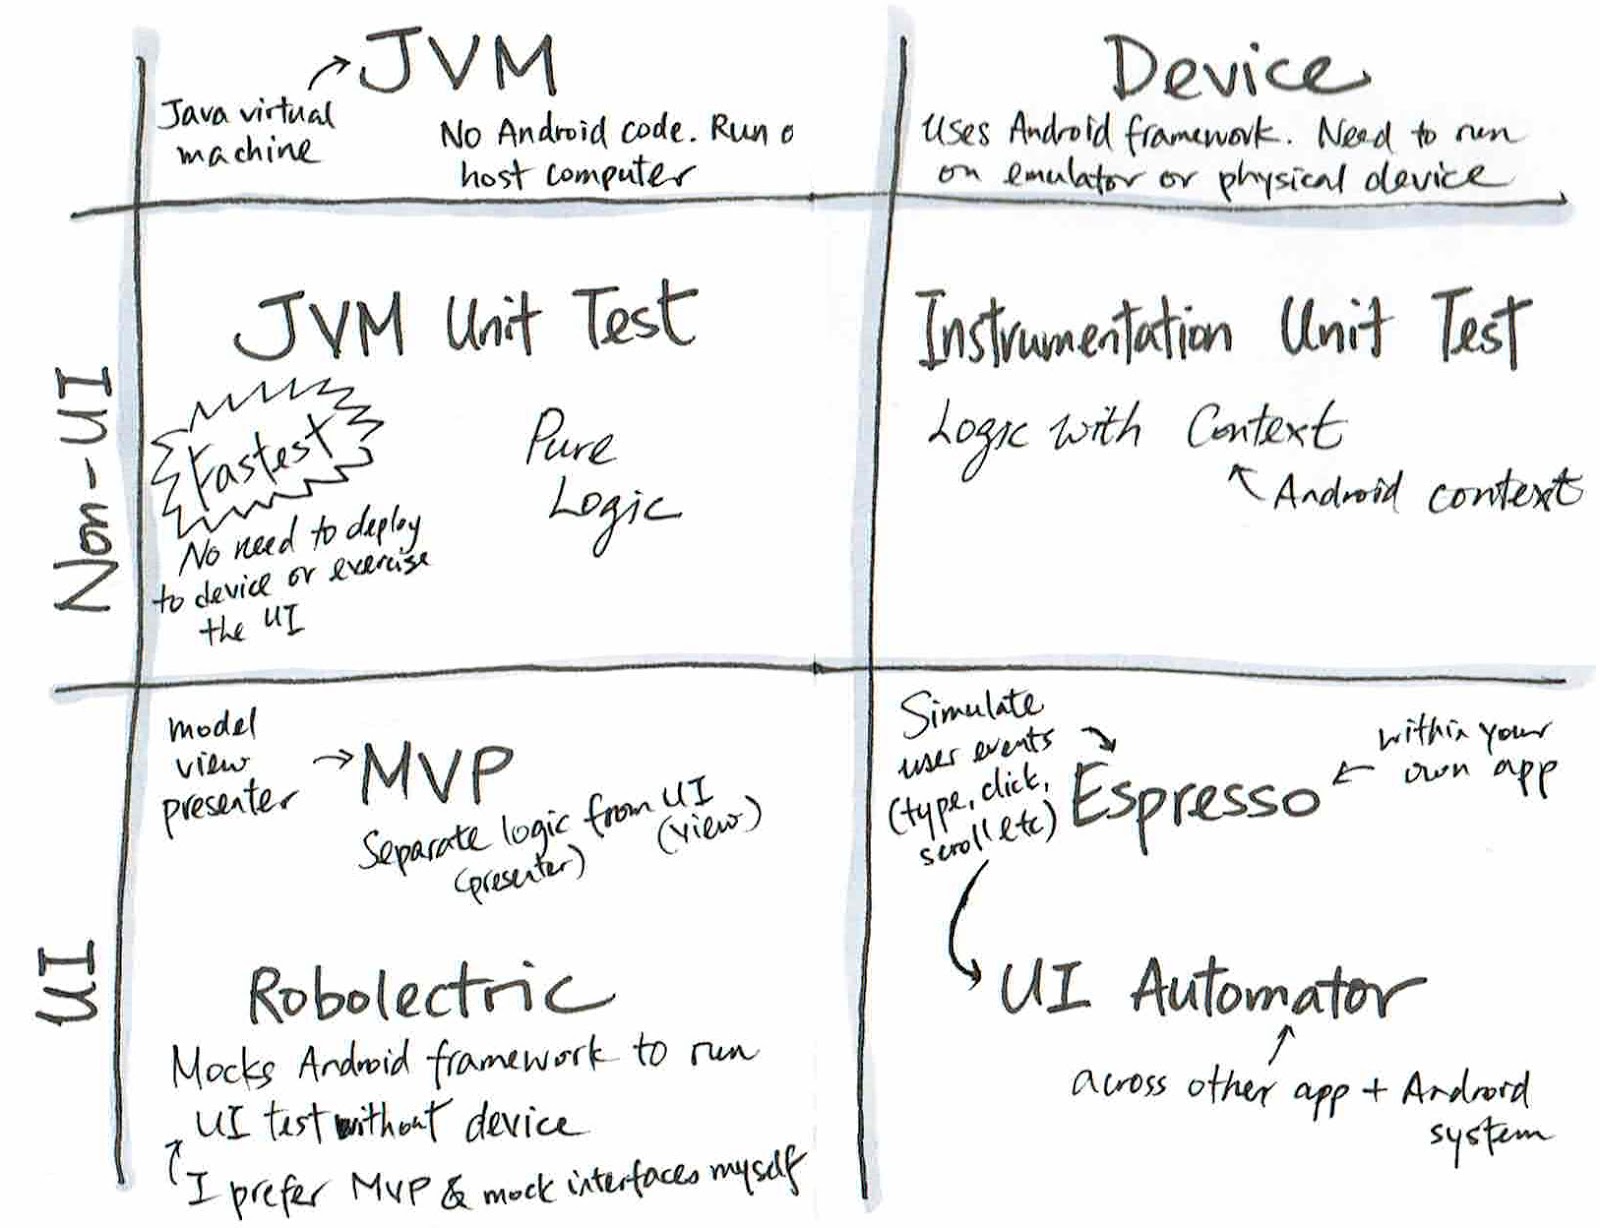 JVM
Java virtual
machine
No Android code. Run o
host computer
Device
Uses Android framework. Need to run
on emulator or physical device
Non-UI
JVM Unit Test
Fastest
Pure
Logic
No need to deploy
to device or exercise
the UI
Instrumentation Unit Test
Logic with Context
Android context
UI
model
view
presenter
MVP
Separate logic from UI
(presenter)
(view)
Robolectric
Mocks Android framework to run
UI test without device
I prefer MVP & mock interfaces myself
Simulate
user events
(type, click,
scroll etc)
Espresso
within your
own app
UI Automator
across other app + Android
system